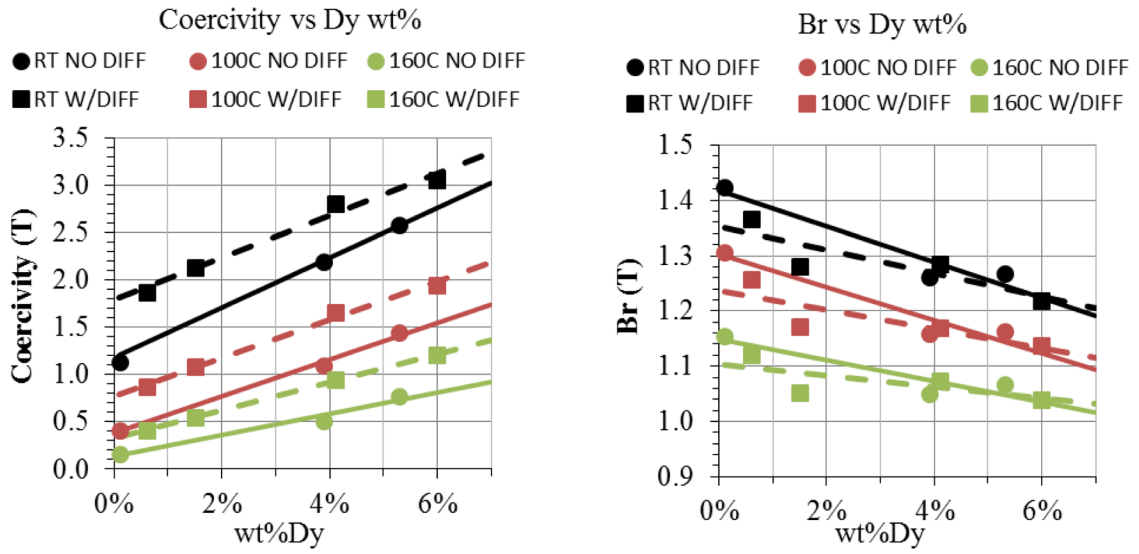 Coercivity vs Dy wt%
RT NO DIFF 100C NO DIFF 160C NO DIFF
RT W/DIFF 100C W/DIFF 160C W/DIFF
3.5
3.0
2.5
2.0
1.5
1.0
0.5
0.0
Coercivity (T)
0% 2% 4% 6%
wt%Dy
Br vs Dy wt%
RT NO DIFF 100C NO DIFF 160C NO DIFF
RT W/DIFF 100C W/DIFF 160C W/DIFF
1.5
1.4
1.3
1.2
1.1
1.0
0.9
Br (T)
0% 2% 4% 6%
wt%Dy